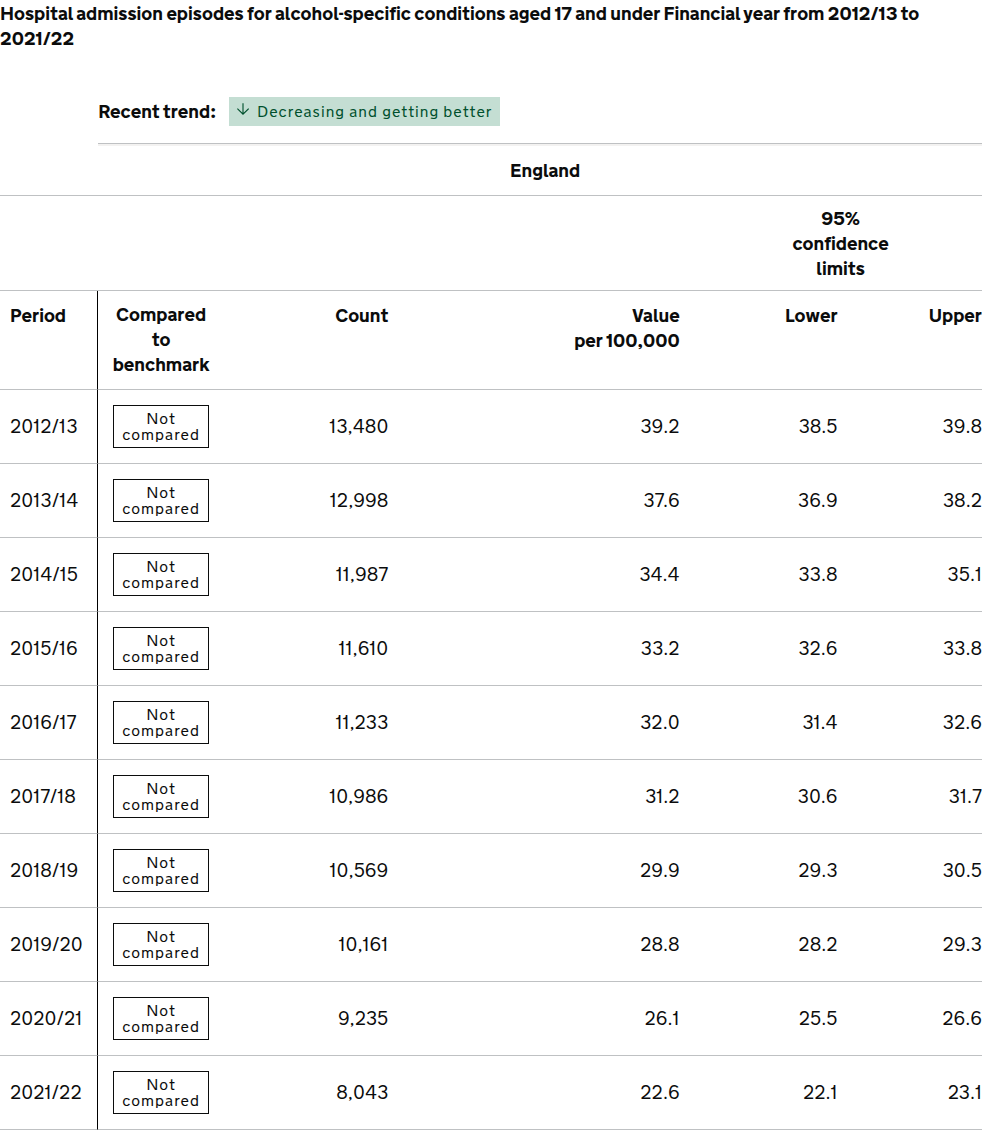 Hospital admission episodes for alcohol-specific conditions aged 17 and under Financial year from 2012/13 to
2021/22
Recent trend: ↓ Decreasing and getting better
England
95%
confidence
limits
Period Compared to benchmark Count Value per 100,000 Lower Upper
2012/13 Not compared 13,480 39.2 38.5 39.8
2013/14 Not compared 12,998 37.6 36.9 38.2
2014/15 Not compared 11,987 34.4 33.8 35.1
2015/16 Not compared 11,610 33.2 32.6 33.8
2016/17 Not compared 11,233 32.0 31.4 32.6
2017/18 Not compared 10,986 31.2 30.6 31.7
2018/19 Not compared 10,569 29.9 29.3 30.5
2019/20 Not compared 10,161 28.8 28.2 29.3
2020/21 Not compared 9,235 26.1 25.5 26.6
2021/22 Not compared 8,043 22.6 22.1 23.1